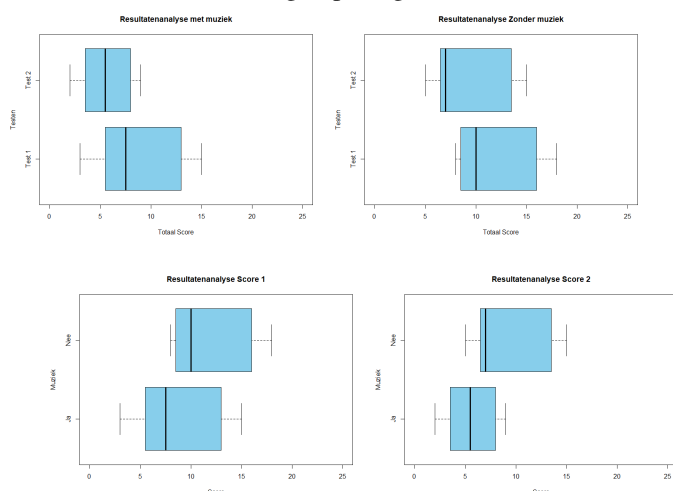 Resultatenanalyse met muziek
Test 2
Testen
Test 1
0 5 10 15 20 25
Totaal Score
Resultatenanalyse Zonder muziek
Test 2
Testen
Test 1
0 5 10 15 20 25
Totaal Score
Resultatenanalyse Score 1
Nee
Muziek
Ja
0 5 10 15 20 25
Resultatenanalyse Score 2
Nee
Muziek
Ja
0 5 10 15 20 25